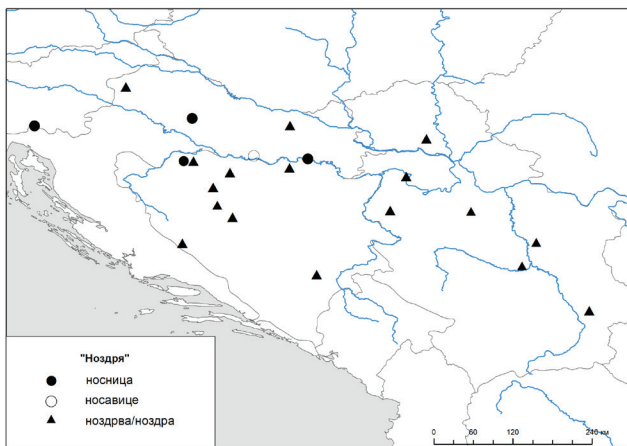 "Ноздря"
носница
носавице
ноздрва/ноздра
0 60 120 240 км